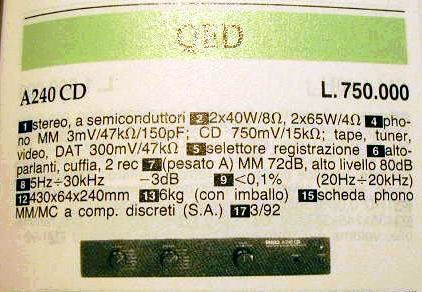 QED
A240 CD L. 750.000
1 stereo, a semiconduttori 2 2x40W/8Ω, 2x65W/4Ω 4 pho-
no MM 3mV/47kΩ/150pF; CD 750mV/15kΩ; tape, tuner,
video, DAT 300mV/47kΩ 5 selettore registrazione 6 alto-
parlanti, cuffia, 2 rec 7 (pesato A) MM 72dB, alto livello 80dB
8 5Hz÷30kHz −3dB 9 <0,1% (20Hz÷20kHz)
12 430x64x240mm 13 6kg (con imballo) 15 scheda phono
MM/MC a comp. discreti (S.A.) 17 3/92
A240 CD